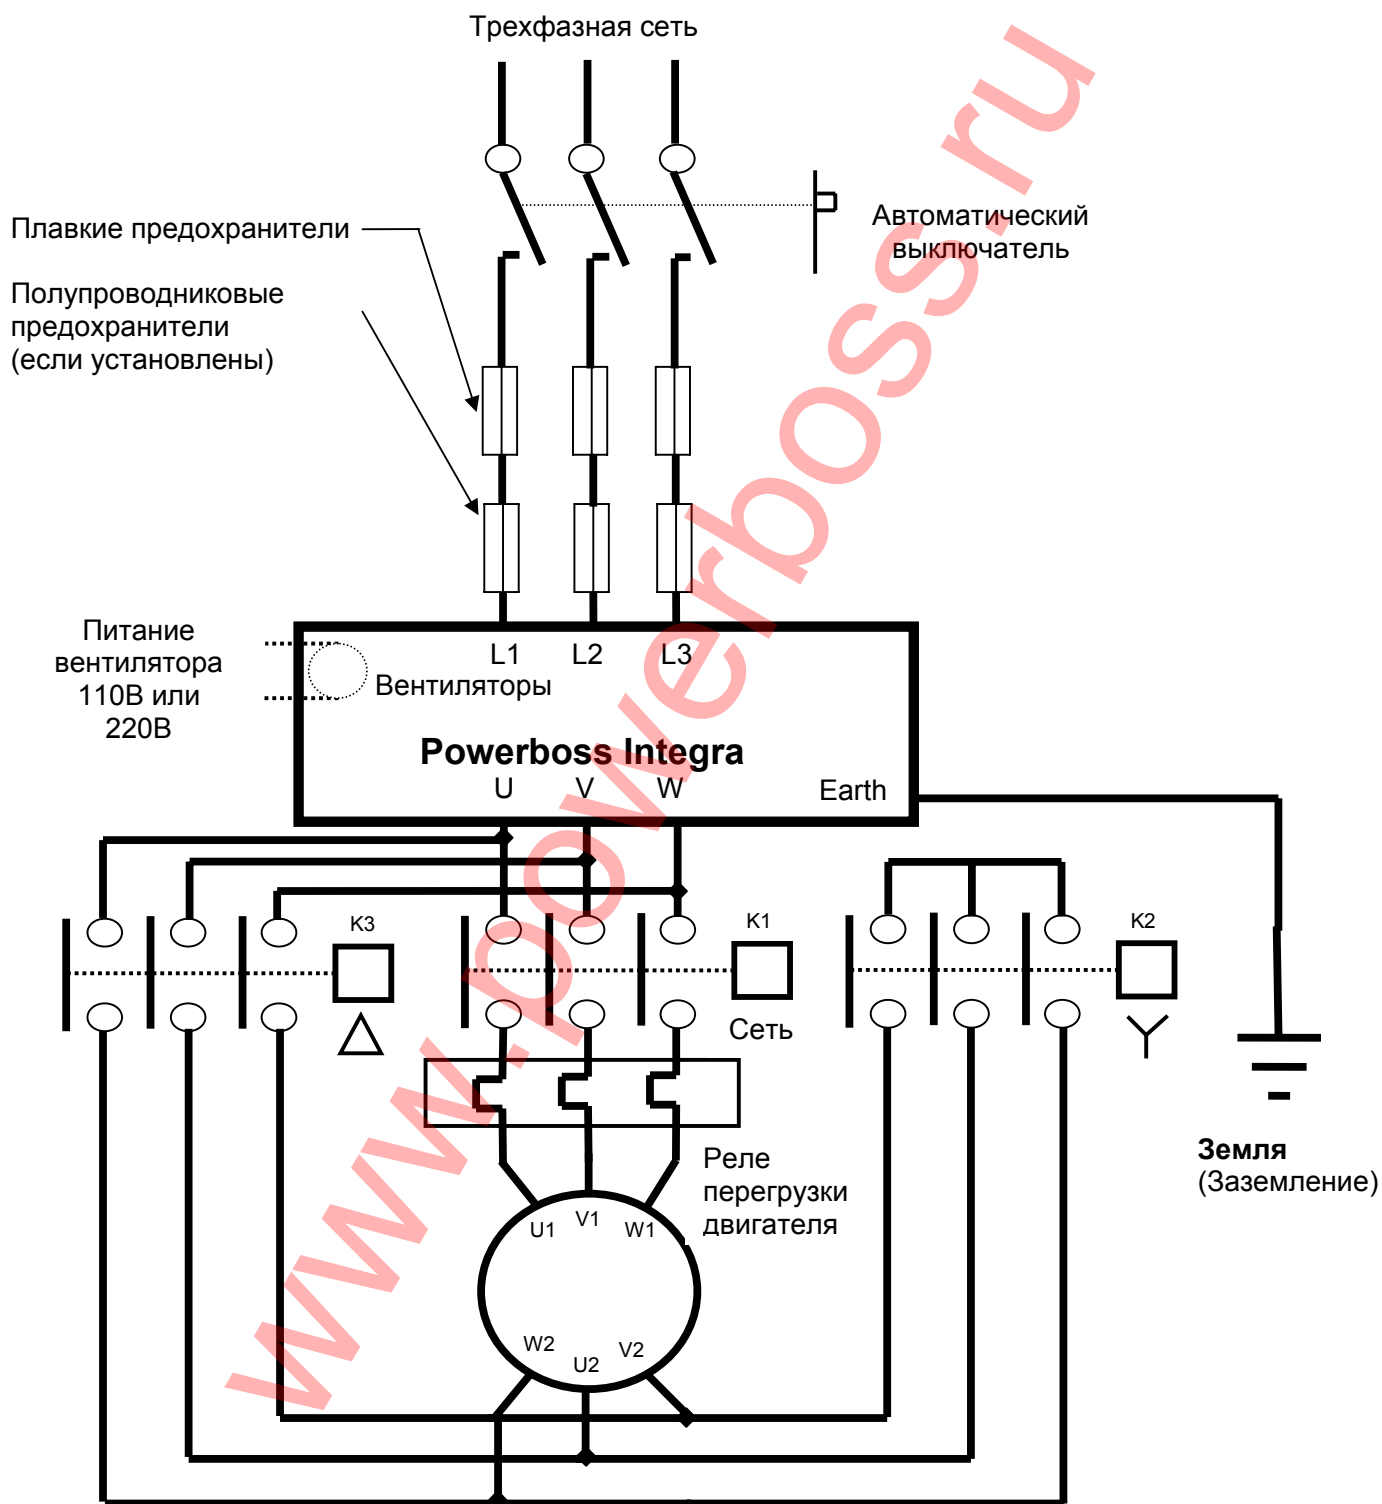 Трехфазная сеть
Автоматический
выключатель
Плавкие предохранители
Полупроводниковые
предохранители
(если установлены)
Питание
вентилятора
110В или
220В
L1 L2 L3
Вентиляторы
Powerboss Integra
U V W
Earth
K3
K1
K2
Сеть
Реле
перегрузки
двигателя
Земля
(Заземление)
U1 V1 W1
W2 U2 V2
www.powerboss.ru